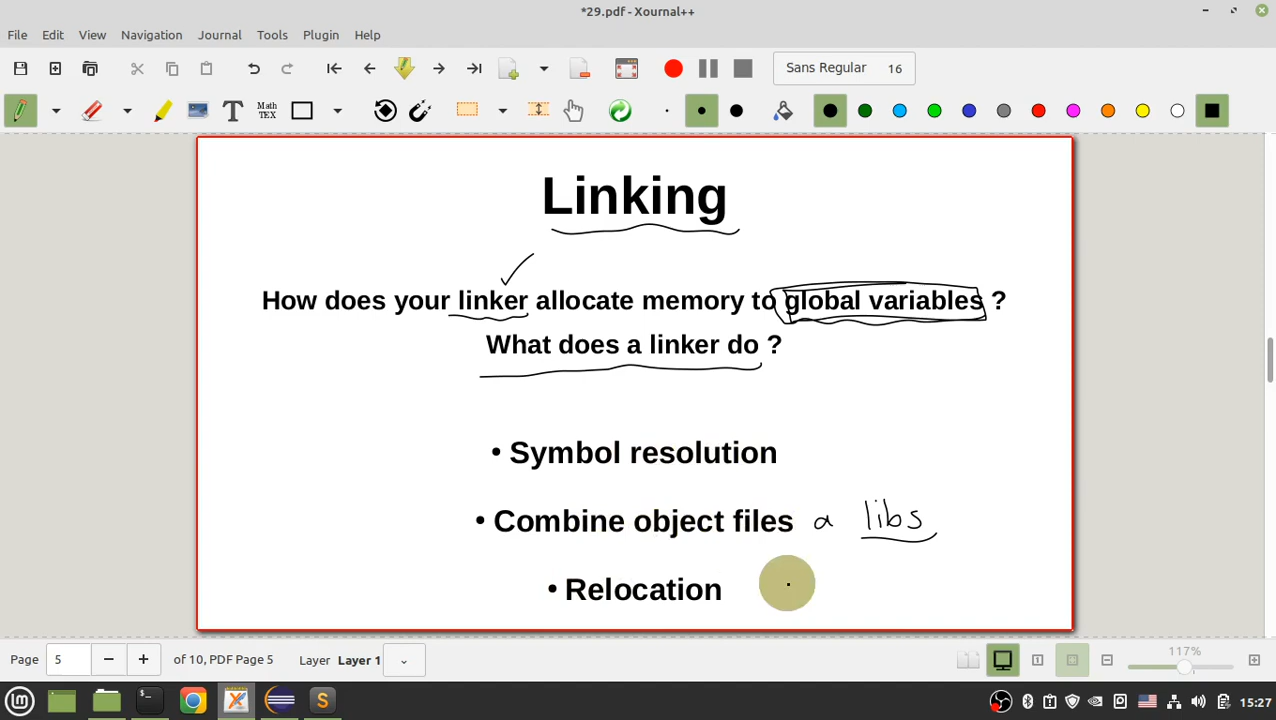 *29.pdf - Xournal++
File Edit View Navigation Journal Tools Plugin Help
Sans Regular 16
Math TEX
Linking
How does your linker allocate memory to global variables ?
What does a linker do ?
• Symbol resolution
• Combine object files a libs
• Relocation
Page 5 of 10, PDF Page 5 Layer Layer 1 117%
15:27